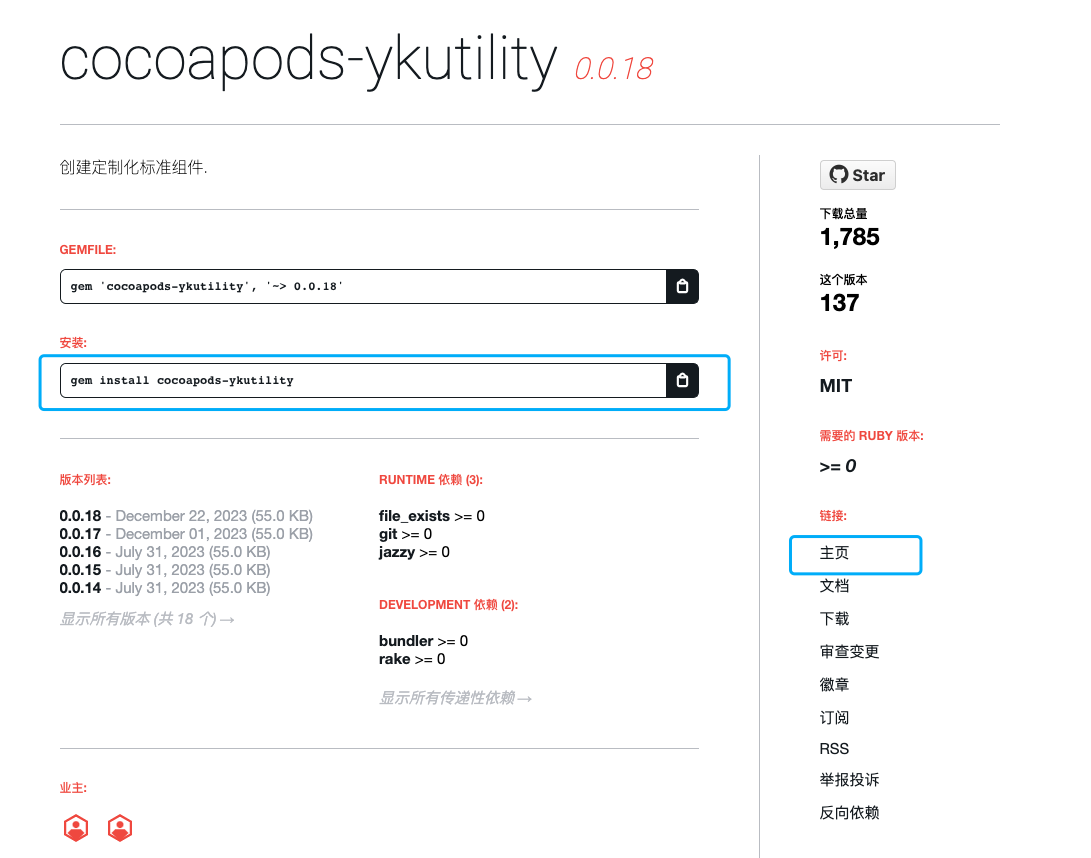 cocoapods-ykutility 0.0.18
创建定制化标准组件.
GEMFILE:
gem 'cocoapods-ykutility', '~> 0.0.18'
安装:
gem install cocoapods-ykutility
版本列表:
0.0.18 - December 22, 2023 (55.0 KB)
0.0.17 - December 01, 2023 (55.0 KB)
0.0.16 - July 31, 2023 (55.0 KB)
0.0.15 - July 31, 2023 (55.0 KB)
0.0.14 - July 31, 2023 (55.0 KB)
显示所有版本 (共 18 个) →
RUNTIME 依赖 (3):
file_exists >= 0
git >= 0
jazzy >= 0
DEVELOPMENT 依赖 (2):
bundler >= 0
rake >= 0
显示所有传递性依赖 →
业主:
Star
下载总量
1,785
这个版本
137
许可:
MIT
需要的 RUBY 版本:
>= 0
链接:
主页
文档
下载
审查变更
徽章
订阅
RSS
举报投诉
反向依赖